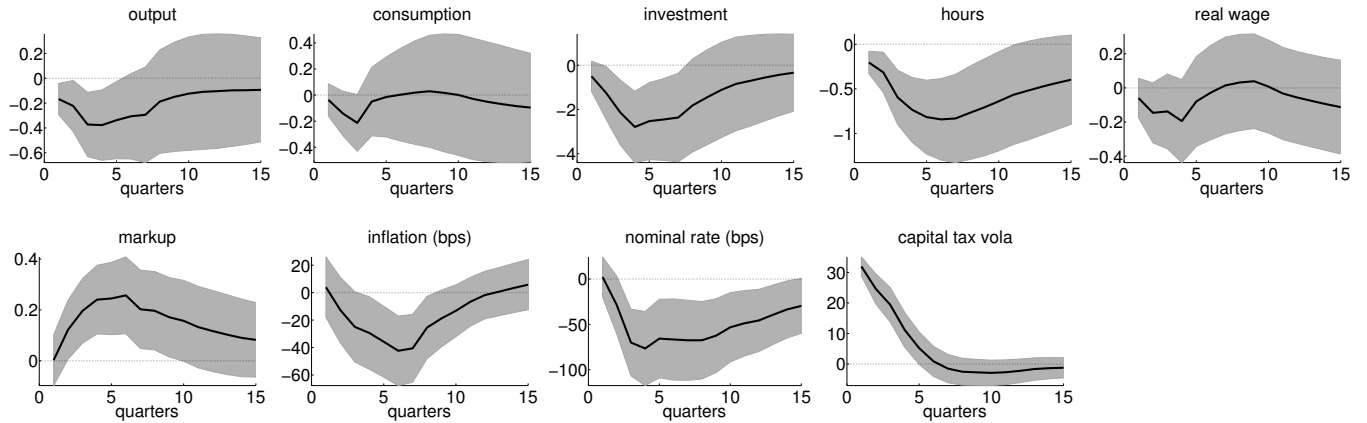 output
0.2
0
−0.2
−0.4
−0.6
0 5 10 15
quarters
consumption
0.4
0.2
0
−0.2
−0.4
0 5 10 15
quarters
investment
0
−2
−4
0 5 10 15
quarters
hours
0
−0.5
−1
0 5 10 15
quarters
real wage
0.2
0
−0.2
−0.4
0 5 10 15
quarters
markup
0.4
0.2
0
0 5 10 15
quarters
inflation (bps)
20
0
−20
−40
−60
0 5 10 15
quarters
nominal rate (bps)
0
−50
−100
0 5 10 15
quarters
capital tax vola
30
20
10
0
0 5 10 15
quarters